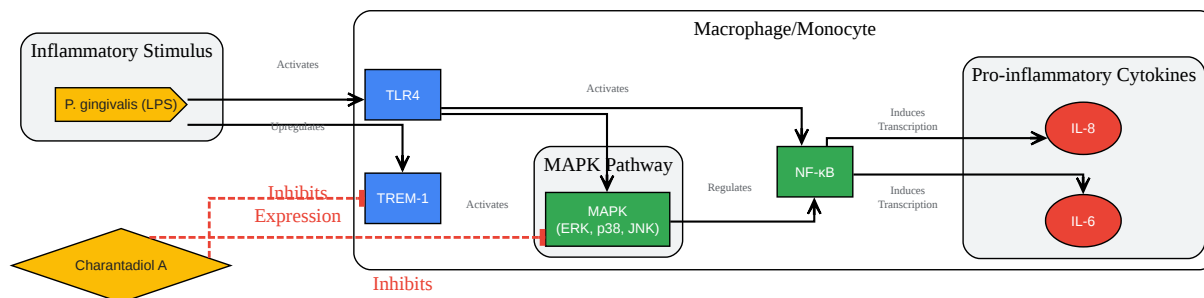 Macrophage/Monocyte
Inflammatory Stimulus
Activates
Pro-inflammatory Cytokines
TLR4
Activates
P. gingivalis (LPS)
Upregulates
Induces
Transcription
IL-8
MAPK Pathway
NF-κB
TREM-1
Inhibits
Expression
Activates
Regulates
Induces
Transcription
MAPK
(ERK, p38, JNK)
IL-6
Charantadiol A
Inhibits